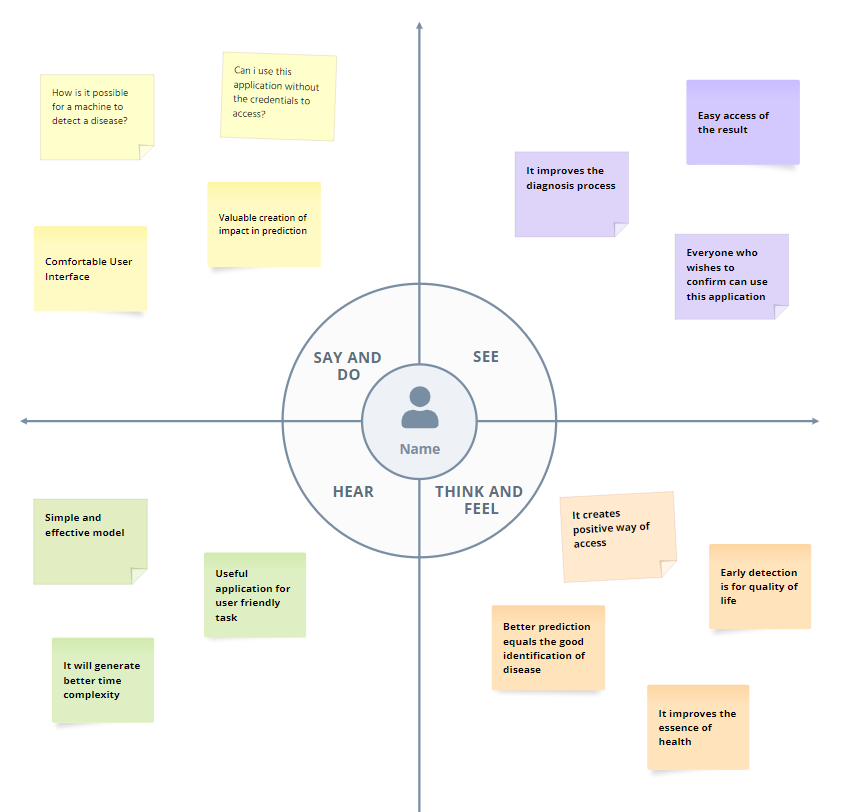 How is it possible
for a machine to
detect a disease?
Can i use this
application without
the credentials to
access?
Comfortable User
Interface
Valuable creation of
impact in prediction
Easy access of
the result
It improves the
diagnosis process
Everyone who
wishes to
confirm can use
this application
SAY AND
DO
SEE
Name
HEAR
THINK AND
FEEL
Simple and
effective model
Useful
application for
user friendly
task
It will generate
better time
complexity
It creates
positive way of
access
Early detection
is for quality of
life
Better prediction
equals the good
identification of
disease
It improves the
essence of
health